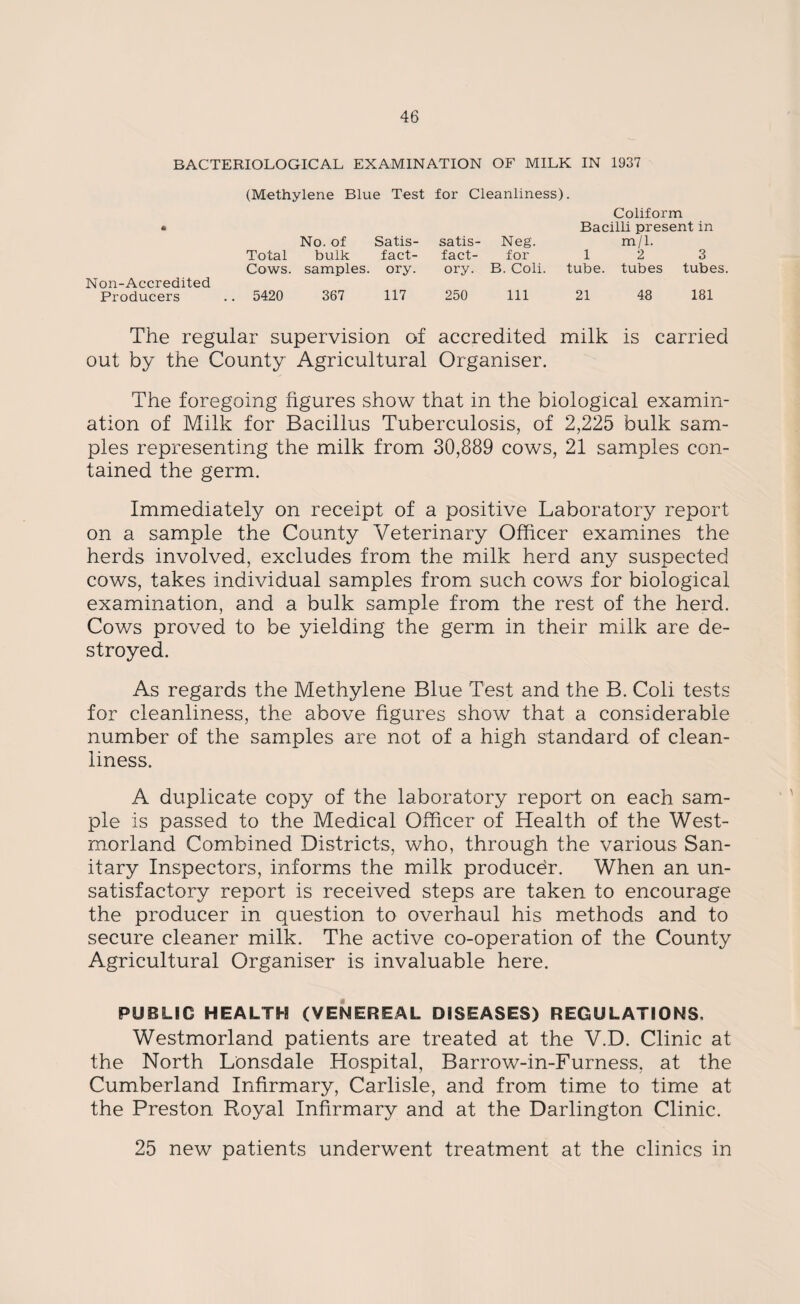 46
BACTERIOLOGICAL EXAMINATION OF MILK IN 1937
(Methylene Blue Test for Cleanliness).
Coliform
Bacilli present in
No. of Satis- satis- Neg. m/l.
Total bulk fact- fact- for 1 2 3
Cows. samples. ory. ory. B. Coli. tube. tubes tubes.
Non-Accredited
Producers .. 5420 367 117 250 111 21 48 181
The regular supervision of accredited milk is carried
out by the County Agricultural Organiser.
The foregoing figures show that in the biological examin-
ation of Milk for Bacillus Tuberculosis, of 2,225 bulk sam-
ples representing the milk from 30,889 cows, 21 samples con-
tained the germ.
Immediately on receipt of a positive Laboratory report
on a sample the County Veterinary Officer examines the
herds involved, excludes from the milk herd any suspected
cows, takes individual samples from such cows for biological
examination, and a bulk sample from the rest of the herd.
Cows proved to be yielding the germ in their milk are de-
stroyed.
As regards the Methylene Blue Test and the B. Coli tests
for cleanliness, the above figures show that a considerable
number of the samples are not of a high standard of clean-
liness.
A duplicate copy of the laboratory report on each sam-
ple is passed to the Medical Officer of Health of the West-
morland Combined Districts, who, through the various San-
itary Inspectors, informs the milk producer. When an un-
satisfactory report is received steps are taken to encourage
the producer in question to overhaul his methods and to
secure cleaner milk. The active co-operation of the County
Agricultural Organiser is invaluable here.
PUBLIC HEALTH (VENEREAL DISEASES) REGULATIONS.
Westmorland patients are treated at the V.D. Clinic at
the North Lonsdale Hospital, Barrow-in-Furness, at the
Cumberland Infirmary, Carlisle, and from time to time at
the Preston Royal Infirmary and at the Darlington Clinic.
25 new patients underwent treatment at the clinics in